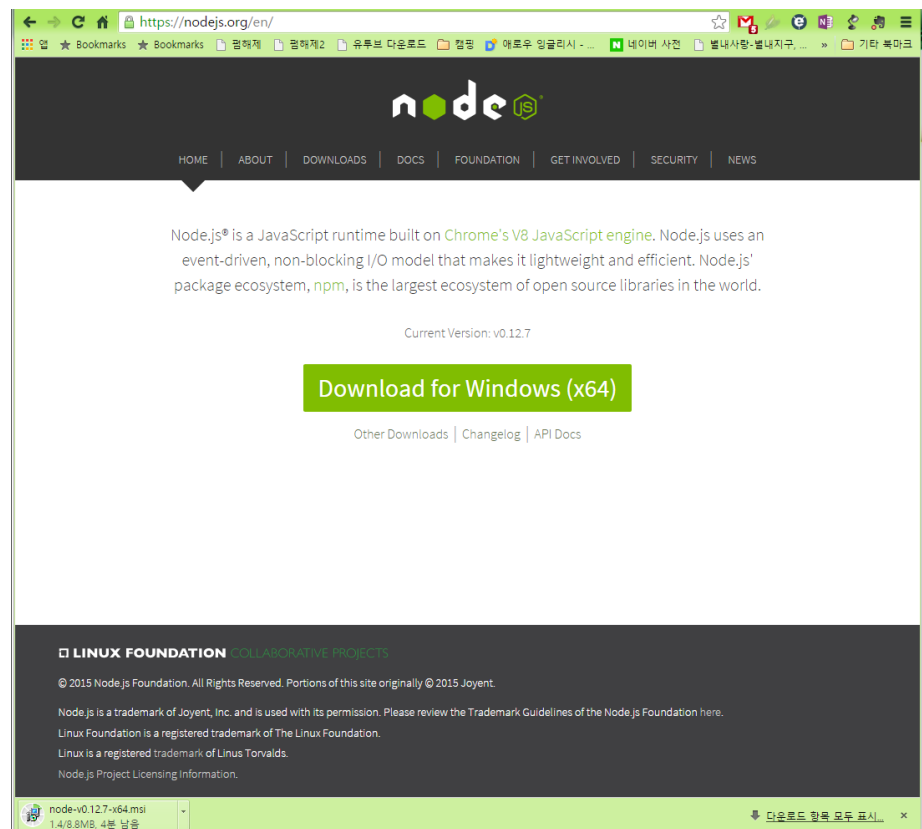 https://nodejs.org/en/
5
앱 Bookmarks Bookmarks 펌해제 펌해제2 유투브 다운로드 캠핑 애로우 잉글리시 - ... 네이버 사전 별내사랑-별내지구, ... » 기타 북마크
node JS
HOME ABOUT DOWNLOADS DOCS FOUNDATION GET INVOLVED SECURITY NEWS
Node.js® is a JavaScript runtime built on Chrome's V8 JavaScript engine. Node.js uses an
event-driven, non-blocking I/O model that makes it lightweight and efficient. Node.js'
package ecosystem, npm, is the largest ecosystem of open source libraries in the world.
Current Version: v0.12.7
Download for Windows (x64)
Other Downloads | Changelog | API Docs
LINUX FOUNDATION COLLABORATIVE PROJECTS
© 2015 Node.js Foundation. All Rights Reserved. Portions of this site originally © 2015 Joyent.
Node.js is a trademark of Joyent, Inc. and is used with its permission. Please review the Trademark Guidelines of the Node.js Foundation here.
Linux Foundation is a registered trademark of The Linux Foundation.
Linux is a registered trademark of Linus Torvalds.
Node.js Project Licensing Information.
node-v0.12.7-x64.msi
1.4/8.8MB, 4분 남음
다운로드 항목 모두 표시...